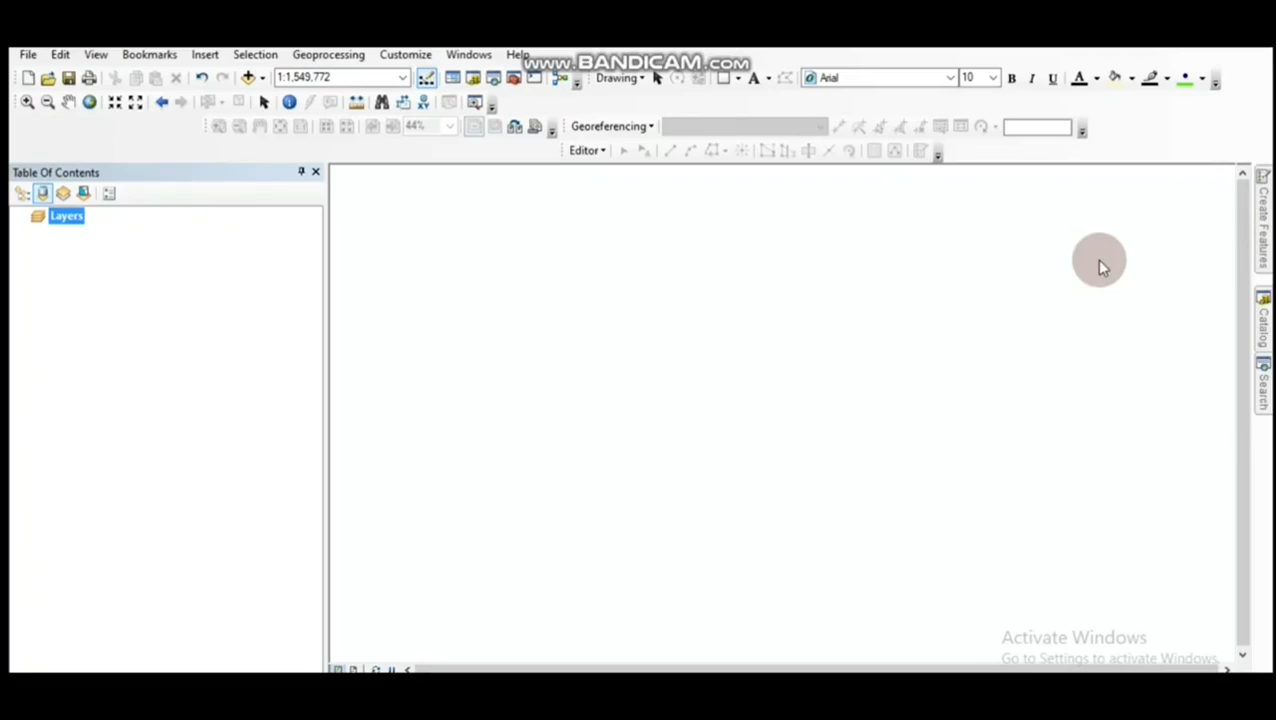 www.BANDICAM.com
File Edit View Bookmarks Insert Selection Geoprocessing Customize Windows Help
1:1,549,772 Drawing Arial 10 B I U A
44% Georeferencing
Editor
Table Of Contents
Layers
Create Features
Catalog
Search
Activate Windows
Go to Settings to activate Windows.